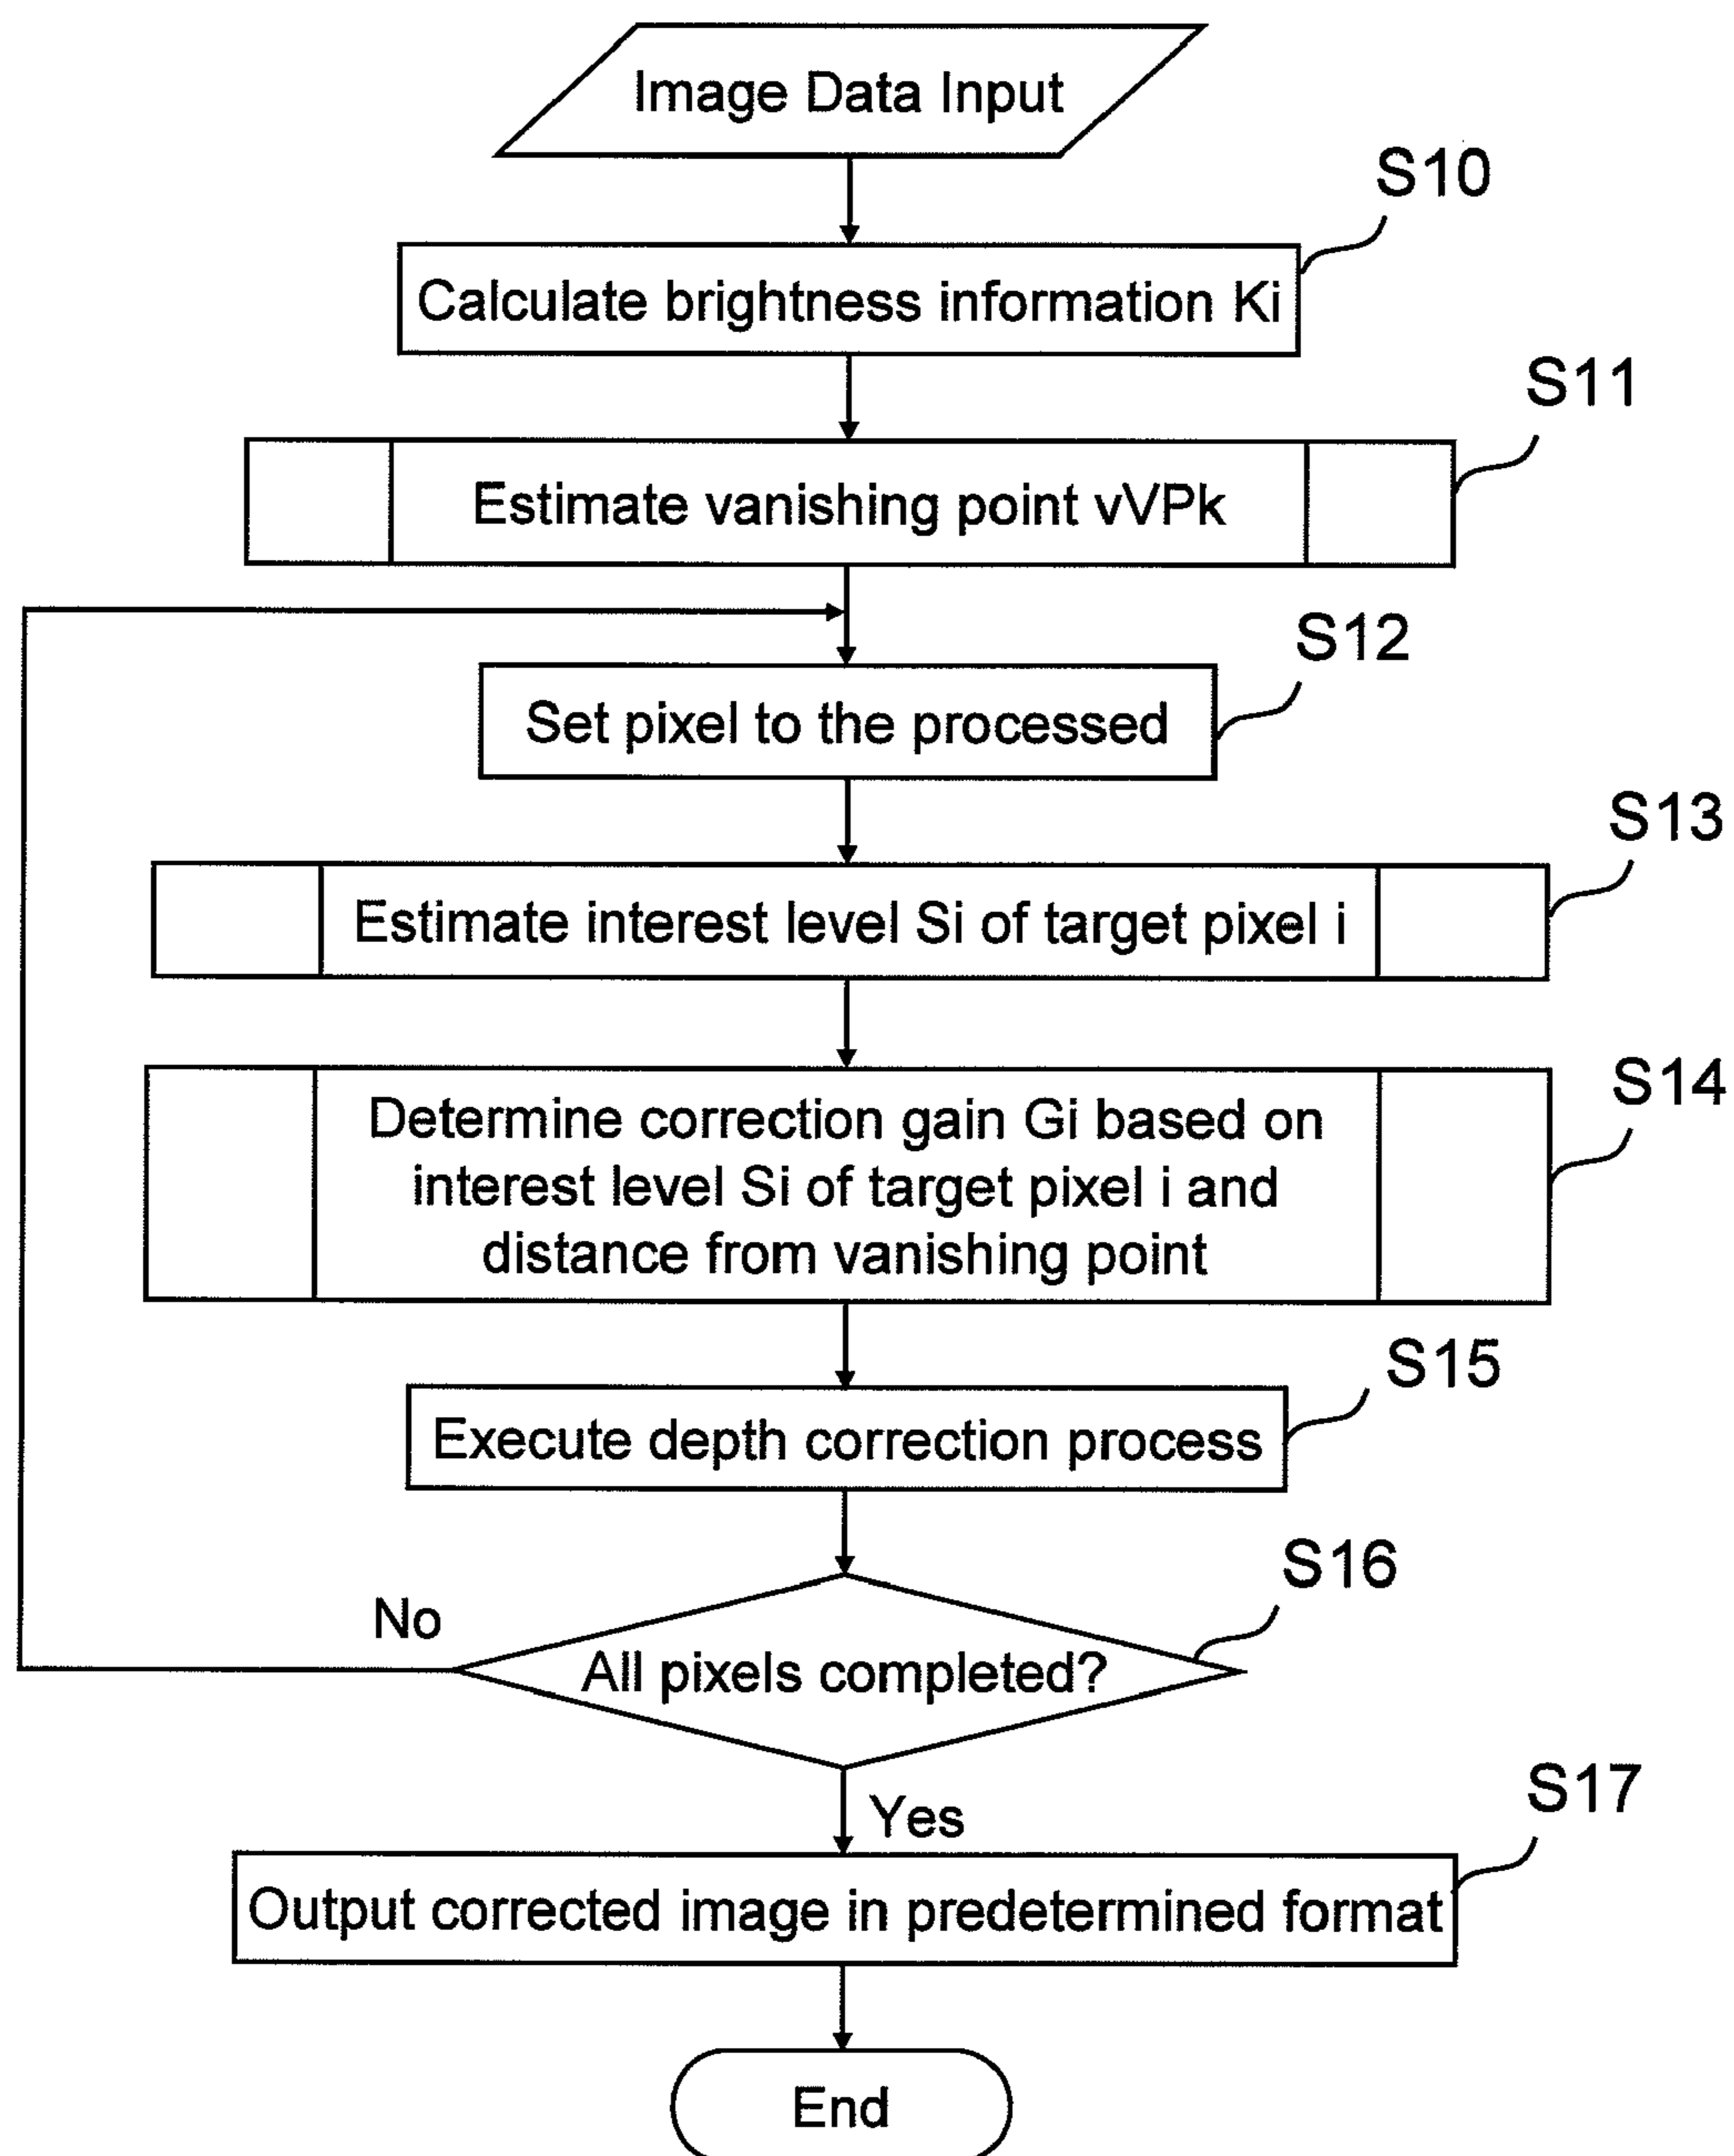 Image Data Input
S10
Calculate brightness information Ki
S11
Estimate vanishing point vVPk
S12
Set pixel to the processed
S13
Estimate interest level Si of target pixel i
S14
Determine correction gain Gi based on
interest level Si of target pixel i and
distance from vanishing point
S15
Execute depth correction process
S16
No
All pixels completed?
Yes
S17
Output corrected image in predetermined format
End